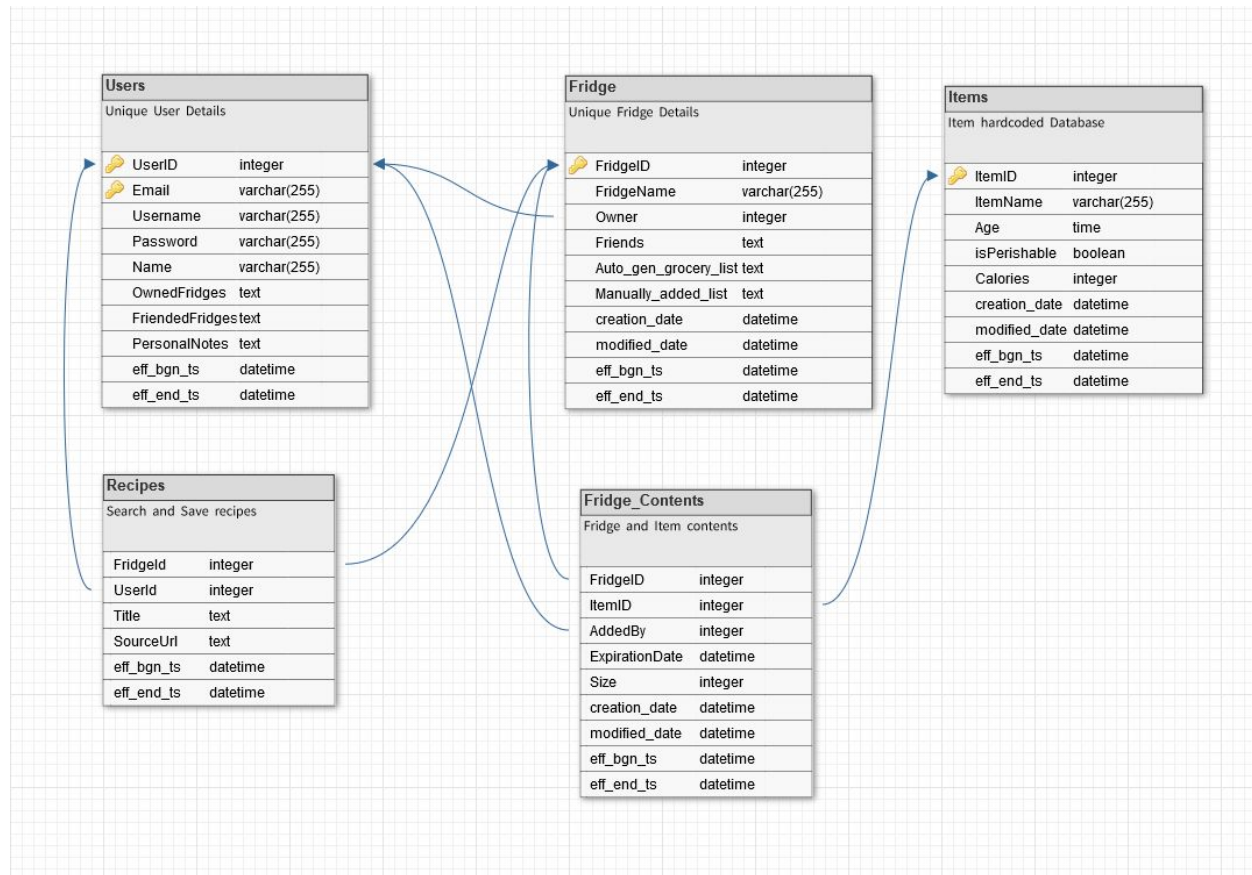 Users
Unique User Details
UserID integer
Email varchar(255)
Username varchar(255)
Password varchar(255)
Name varchar(255)
OwnedFridges text
FriendedFridges text
PersonalNotes text
eff_bgn_ts datetime
eff_end_ts datetime
Fridge
Unique Fridge Details
FridgeID integer
FridgeName varchar(255)
Owner integer
Friends text
Auto_gen_grocery_list text
Manually_added_list text
creation_date datetime
modified_date datetime
eff_bgn_ts datetime
eff_end_ts datetime
Items
Item hardcoded Database
ItemID integer
ItemName varchar(255)
Age time
isPerishable boolean
Calories integer
creation_date datetime
modified_date datetime
eff_bgn_ts datetime
eff_end_ts datetime
Recipes
Search and Save recipes
FridgeId integer
UserId integer
Title text
SourceUrl text
eff_bgn_ts datetime
eff_end_ts datetime
Fridge_Contents
Fridge and Item contents
FridgeID integer
ItemID integer
AddedBy integer
ExpirationDate datetime
Size integer
creation_date datetime
modified_date datetime
eff_bgn_ts datetime
eff_end_ts datetime